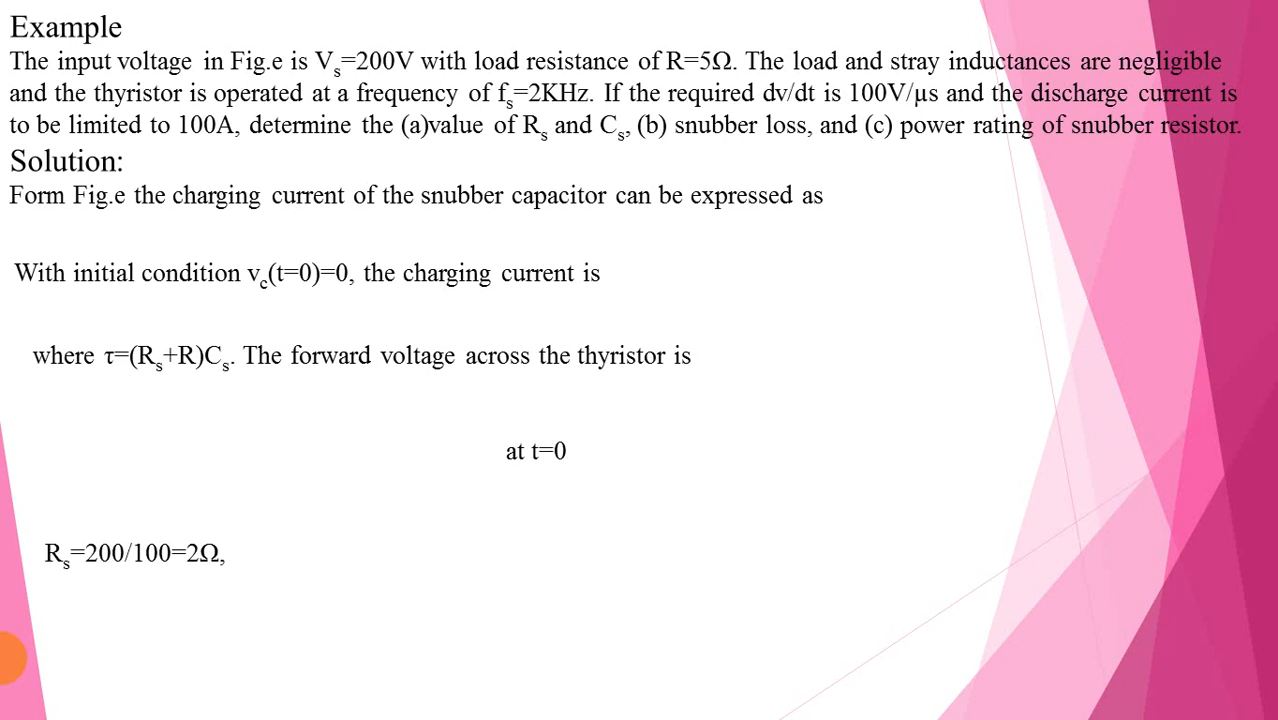 Example
The input voltage in Fig.e is Vs=200V with load resistance of R=5Ω. The load and stray inductances are negligible
and the thyristor is operated at a frequency of fs=2KHz. If the required dv/dt is 100V/µs and the discharge current is
to be limited to 100A, determine the (a)value of Rs and Cs, (b) snubber loss, and (c) power rating of snubber resistor.
Solution:
Form Fig.e the charging current of the snubber capacitor can be expressed as
With initial condition vc(t=0)=0, the charging current is
where τ=(Rs+R)Cs. The forward voltage across the thyristor is
at t=0
Rs=200/100=2Ω,